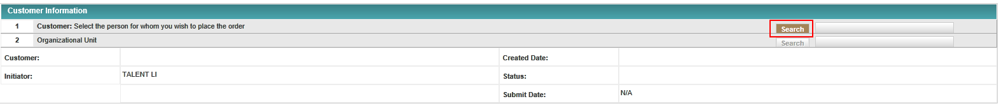 Customer Information
1 Customer: Select the person for whom you wish to place the order Search
2 Organizational Unit Search
Customer: Created Date:
Initiator: TALENT LI Status:
Submit Date: N/A